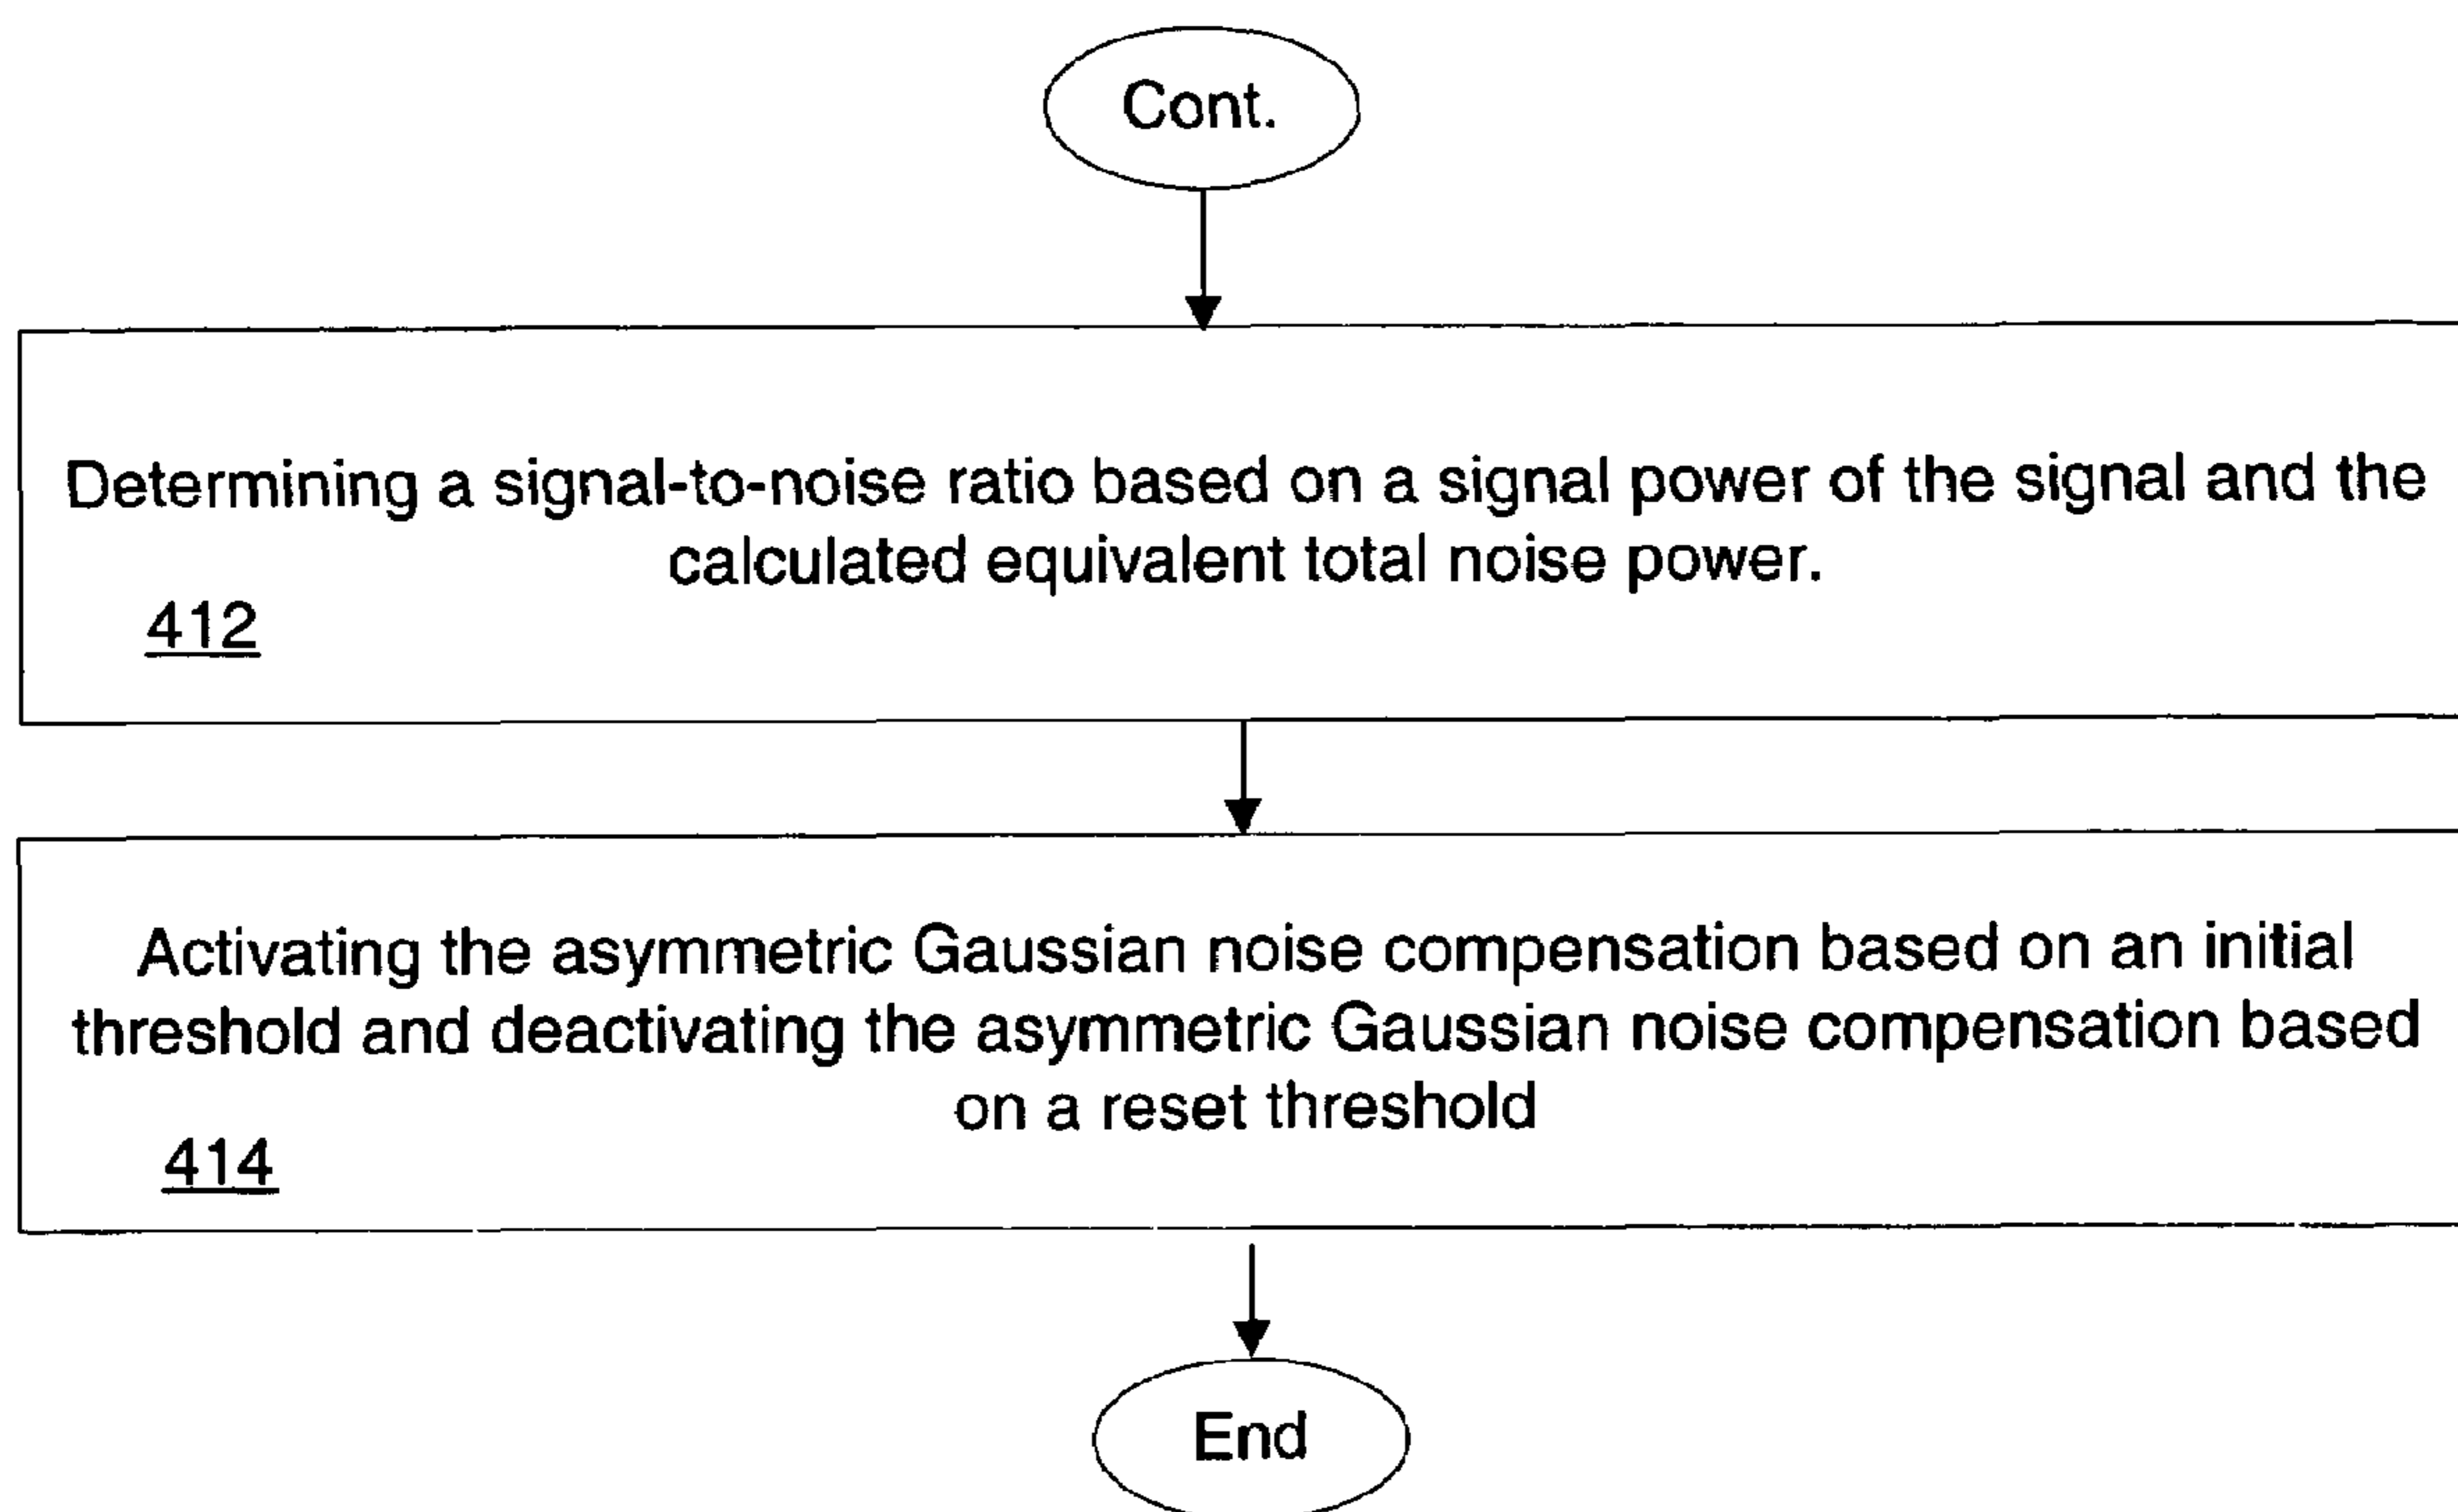 Cont.
Determining a signal-to-noise ratio based on a signal power of the signal and the
calculated equivalent total noise power.
412
Activating the asymmetric Gaussian noise compensation based on an initial
threshold and deactivating the asymmetric Gaussian noise compensation based
on a reset threshold
414
End